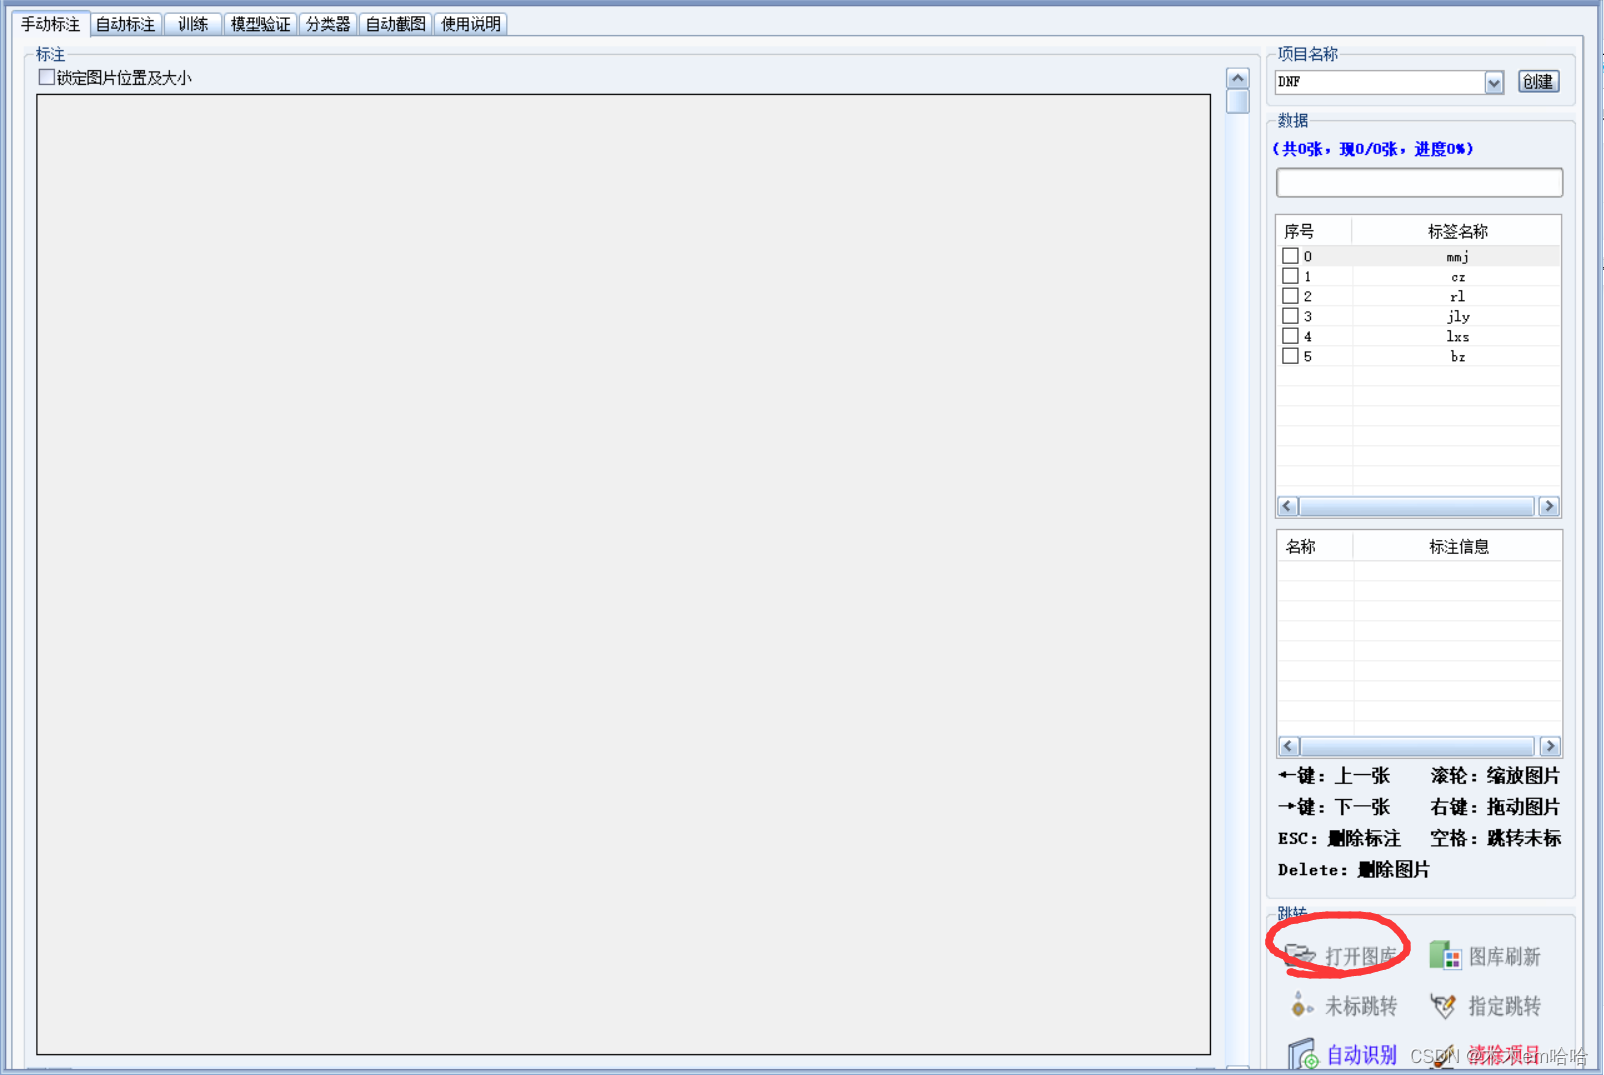 手动标注 自动标注 训练 模型验证 分类器 自动截图 使用说明
标注
锁定图片位置及大小
项目名称
DNF 创建
数据
(共0张，现0/0张，进度0%)
序号 标签名称
0 mmj
1 cz
2 rl
3 jly
4 lxs
5 bz
名称 标注信息
←键：上一张 滚轮：缩放图片
→键：下一张 右键：拖动图片
ESC：删除标注 空格：跳转未标
Delete：删除图片
跳转
打开图库 图库刷新
未标跳转 指定跳转
自动识别 清除项目
CSDN